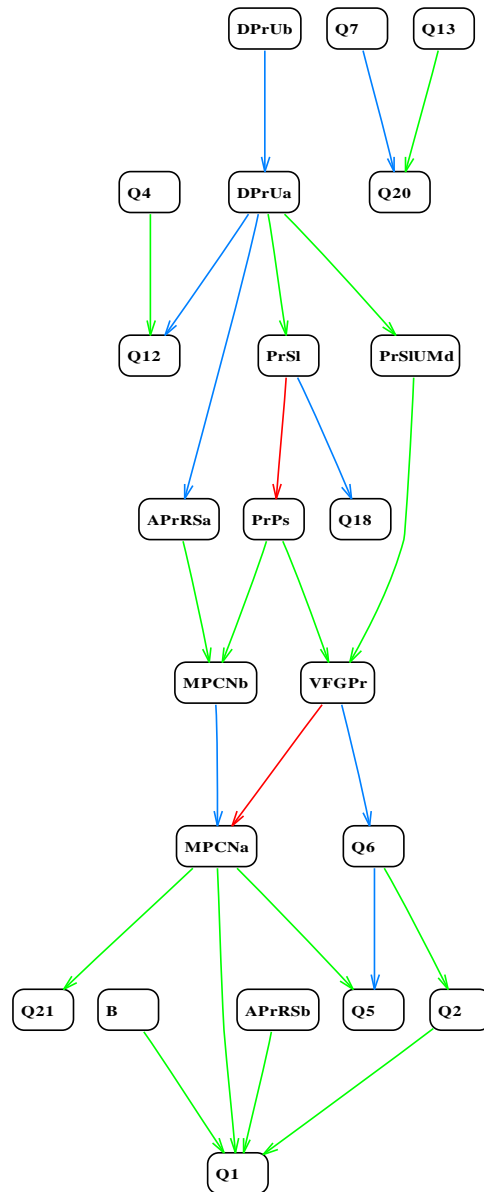 DPrUb
Q7
Q13
Q4
DPrUa
Q20
Q12
PrSl
PrSlUMd
APrRSa
PrPs
Q18
MPCNb
VFGPr
MPCNa
Q6
Q21
B
APrRSb
Q5
Q2
Q1